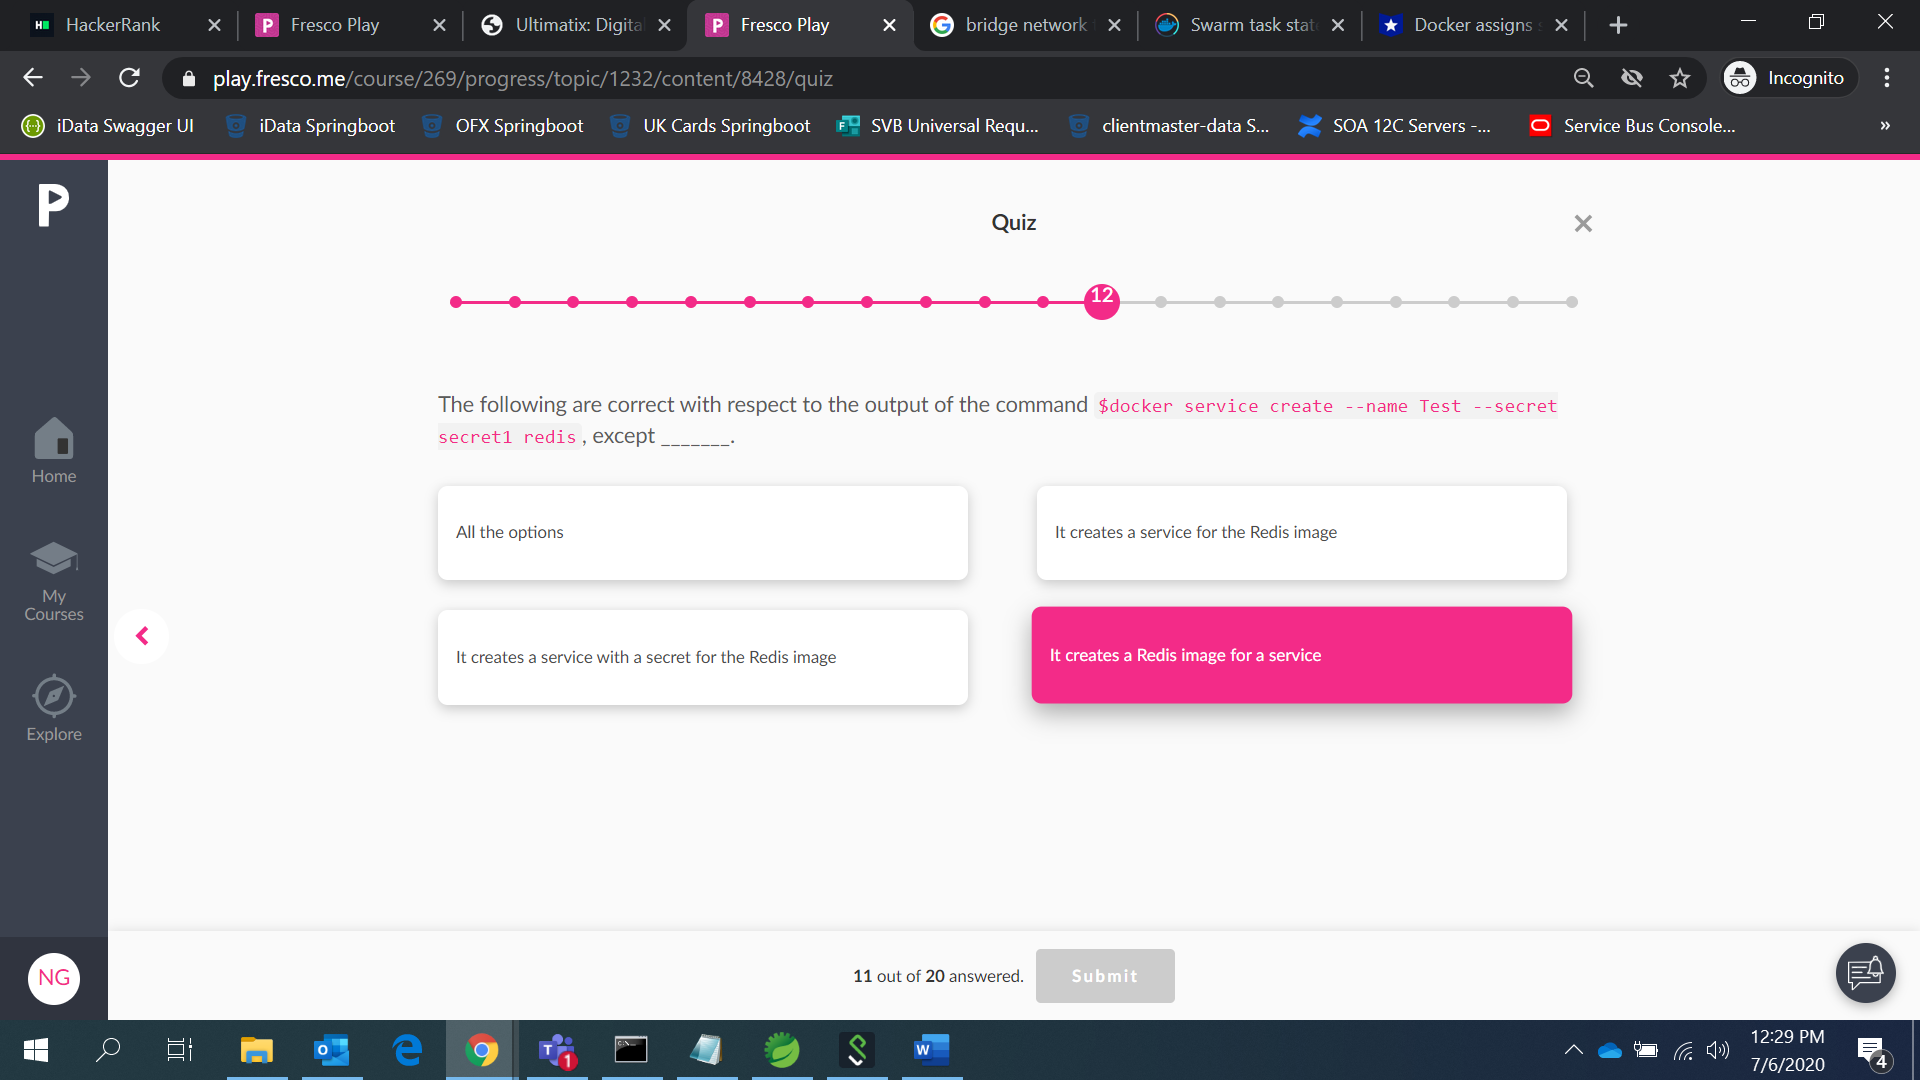 HackerRank
Fresco Play
Ultimatix: Digita
Fresco Play
bridge network
Swarm task stat
Docker assigns
play.fresco.me/course/269/progress/topic/1232/content/8428/quiz
Incognito
iData Swagger UI
iData Springboot
OFX Springboot
UK Cards Springboot
SVB Universal Requ...
clientmaster-data S...
SOA 12C Servers -...
Service Bus Console...
»
Quiz
12
The following are correct with respect to the output of the command $docker service create --name Test --secret
secret1 redis , except _______.
All the options
It creates a service for the Redis image
It creates a service with a secret for the Redis image
It creates a Redis image for a service
Home
My
Courses
Explore
NG
11 out of 20 answered.
Submit
12:29 PM
7/6/2020
1
4